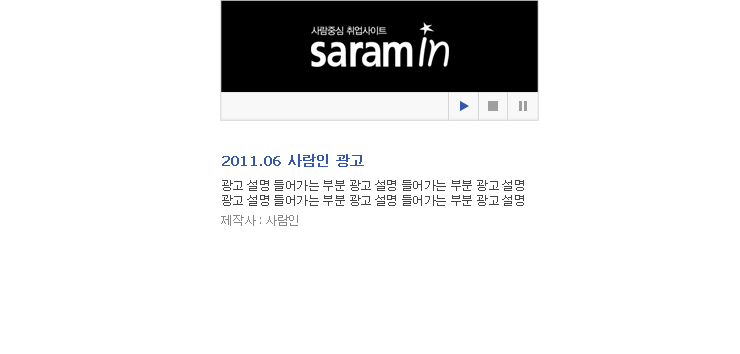 사람중심 취업사이트
saramin
2011.06 사람인 광고
광고 설명 들어가는 부분 광고 설명 들어가는 부분 광고 설명
광고 설명 들어가는 부분 광고 설명 들어가는 부분 광고 설명
제작사 : 사람인